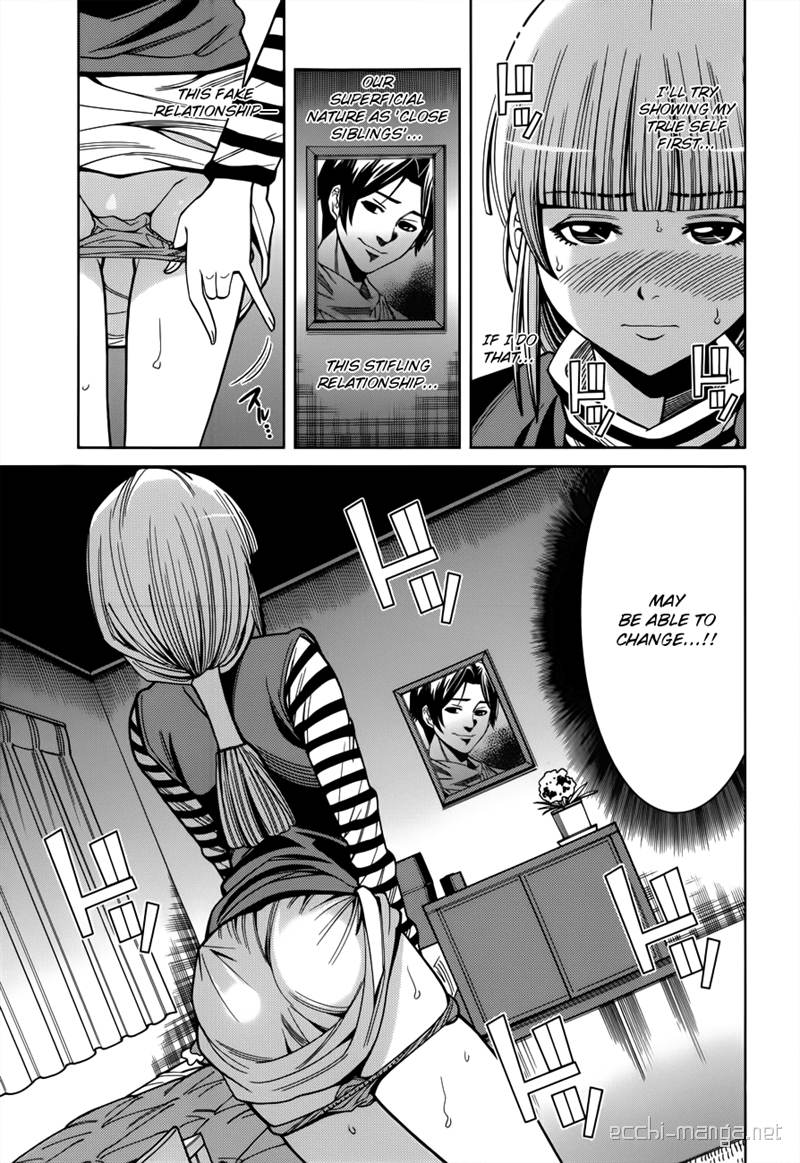 I'LL TRY
SHOWING MY
TRUE SELF
FIRST...
IF I DO
THAT...
ドッ
ドッ
ドッ
OUR
SUPERFICIAL
NATURE AS 'CLOSE
SIBLINGS'...
THIS STIFLING
RELATIONSHIP...
THIS FAKE
RELATIONSHIP—
スル...
MAY
BE ABLE TO
CHANGE...!!
ドッ
ドッ
ドッ
ドッ
ecchi-manga.net